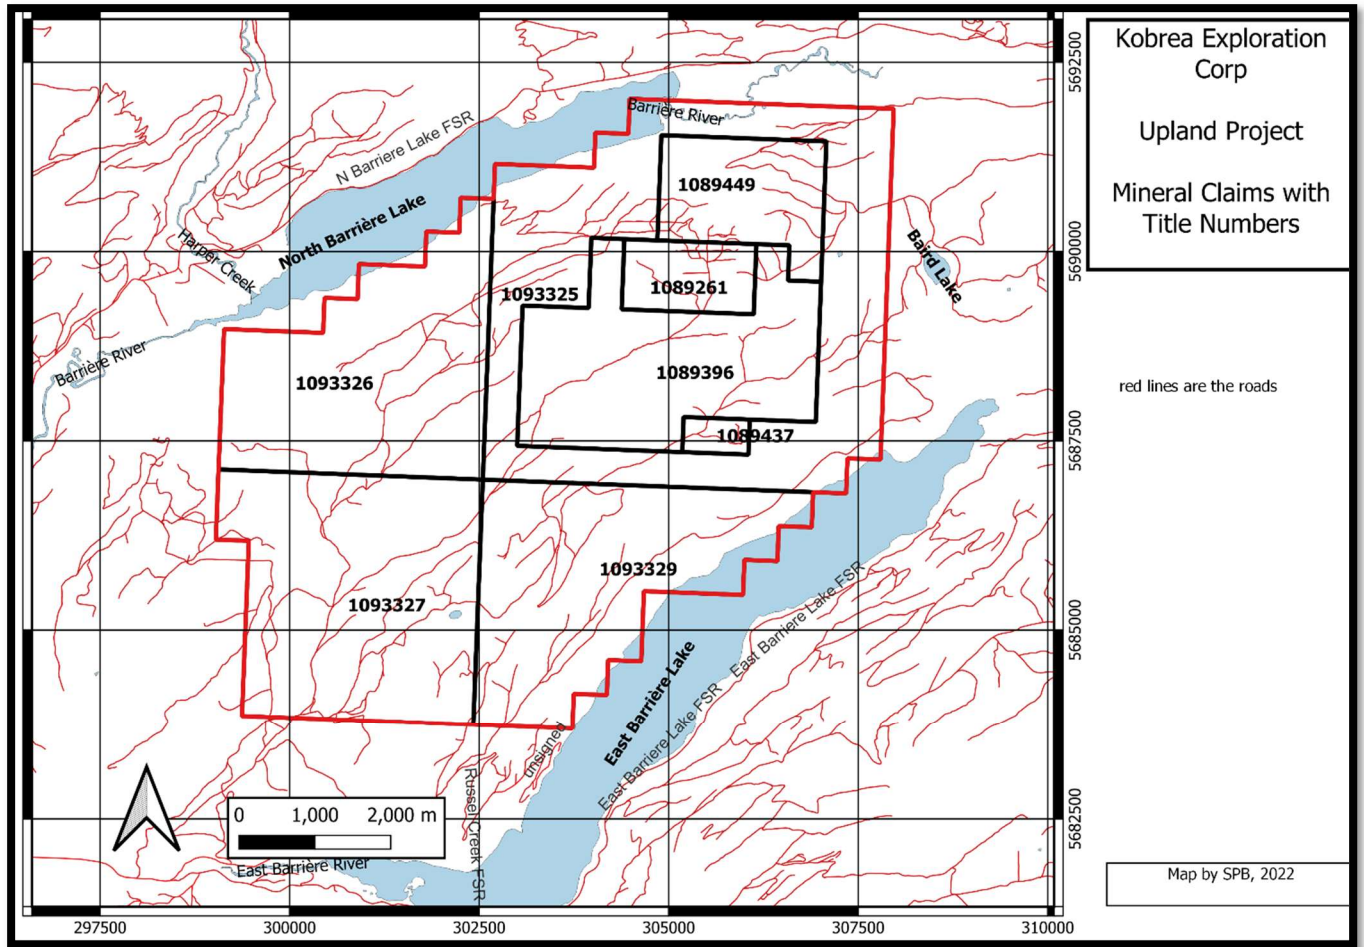 Kobrea Exploration
Corp
Upland Project
Mineral Claims with
Title Numbers
red lines are the roads
Map by SPB, 2022
5692500
5690000
5687500
5685000
5682500
297500
300000
302500
305000
307500
310000
Barrière River
N Barriere Lake FSR
North Barrière Lake
Harper Creek
Barrière River
Baird Lake
1089449
1089261
1093325
1093326
1089396
1089437
1093329
1093327
East Barriere Lake FSR
East Barrière Lake
East Barriere Lake FSR
unsigned
Russel Creek FSR
East Barrière River
0 1,000 2,000 m